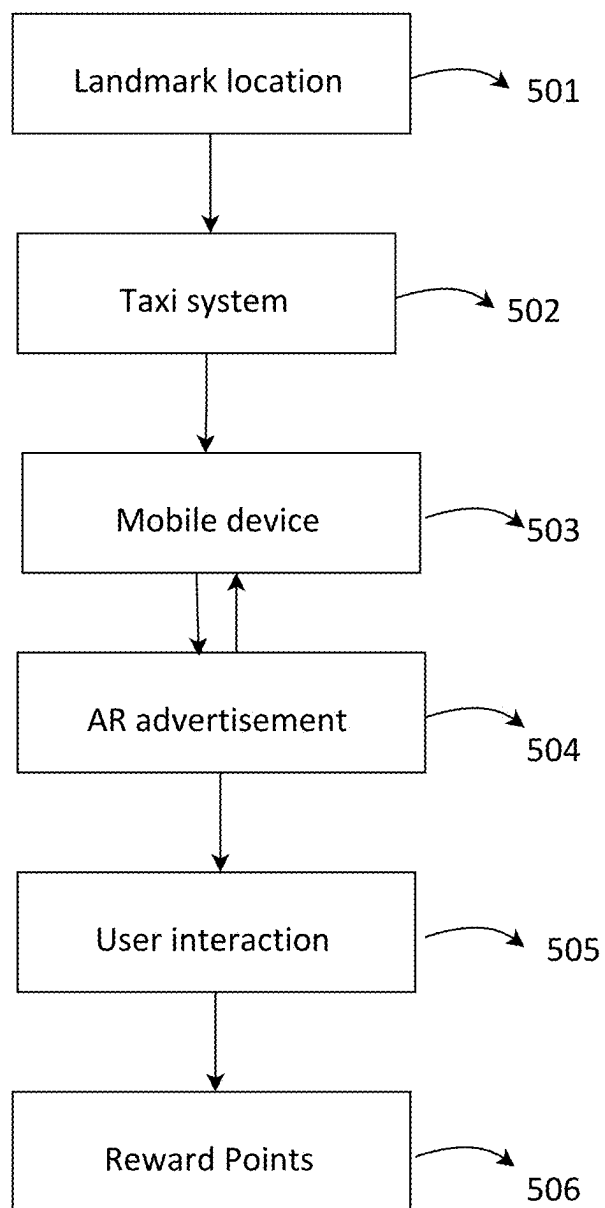 Landmark location
501
Taxi system
502
Mobile device
503
AR advertisement
504
User interaction
505
Reward Points
506